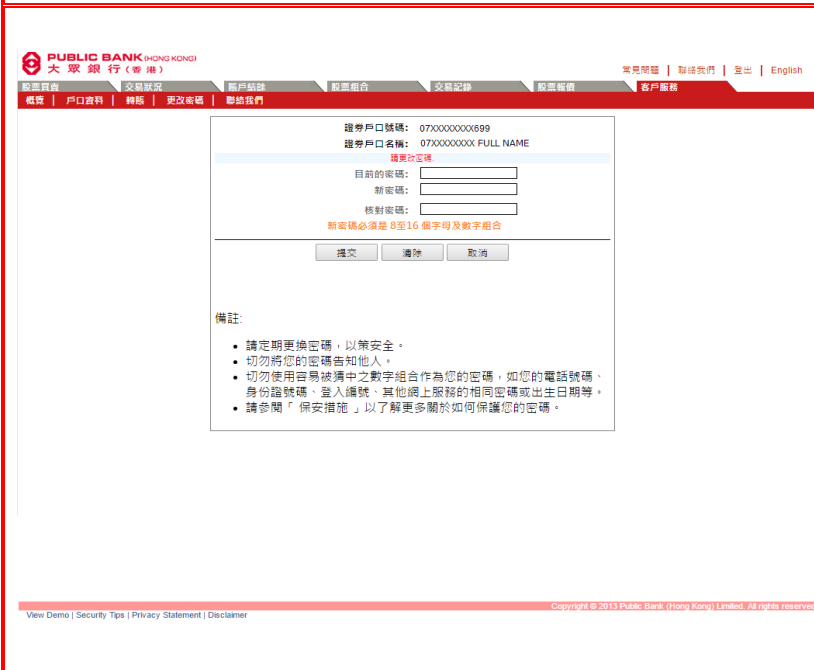 PUBLIC BANK (HONG KONG)
大眾銀行(香港)
常見問題 | 聯絡我們 | 登出 | English
股票買賣 交易狀況 賬戶結餘 股票組合 交易記錄 股票報價 客戶服務
概覽 | 戶口資料 | 轉賬 | 更改密碼 | 聯絡我們
證券戶口號碼: 07XXXXXXXX699
證券戶口名稱: 07XXXXXXXX FULL NAME
請更改密碼.
目前的密碼:
新密碼:
核對密碼:
新密碼必須是 8至16 個字母及數字組合
提交 清除 取消
備註:
• 請定期更換密碼,以策安全。
• 切勿將您的密碼告知他人。
• 切勿使用容易被猜中之數字組合作為您的密碼,如您的電話號碼、
身份證號碼、登入編號、其他網上服務的相同密碼或出生日期等。
• 請參閱「 保安措施 」以了解更多關於如何保護您的密碼。
Copyright © 2013 Public Bank (Hong Kong) Limited. All rights reserved
View Demo | Security Tips | Privacy Statement | Disclaimer